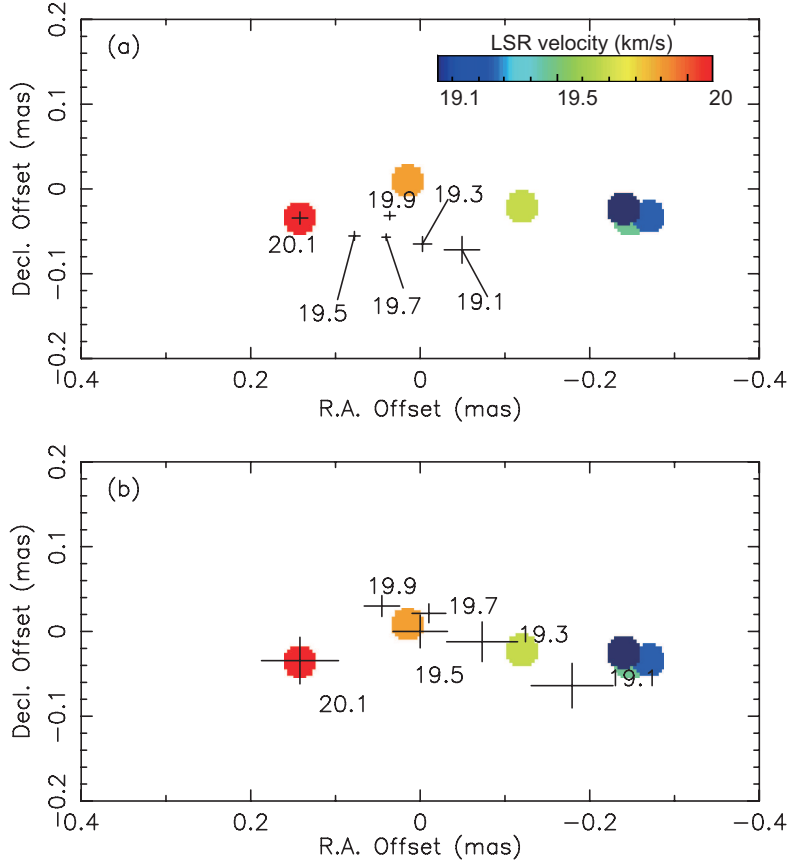 (a)
LSR velocity (km/s)
19.1 19.5 20
0.2
0.1
0
−0.1
−0.2
Decl. Offset (mas)
19.9
19.3
20.1
19.5
19.7
19.1
−0.4 0.2 0 −0.2 −0.4
R.A. Offset (mas)
(b)
0.2
0.1
0
−0.1
−0.2
Decl. Offset (mas)
19.9
19.7
19.3
19.5
19.1
20.1
−0.4 0.2 0 −0.2 −0.4
R.A. Offset (mas)